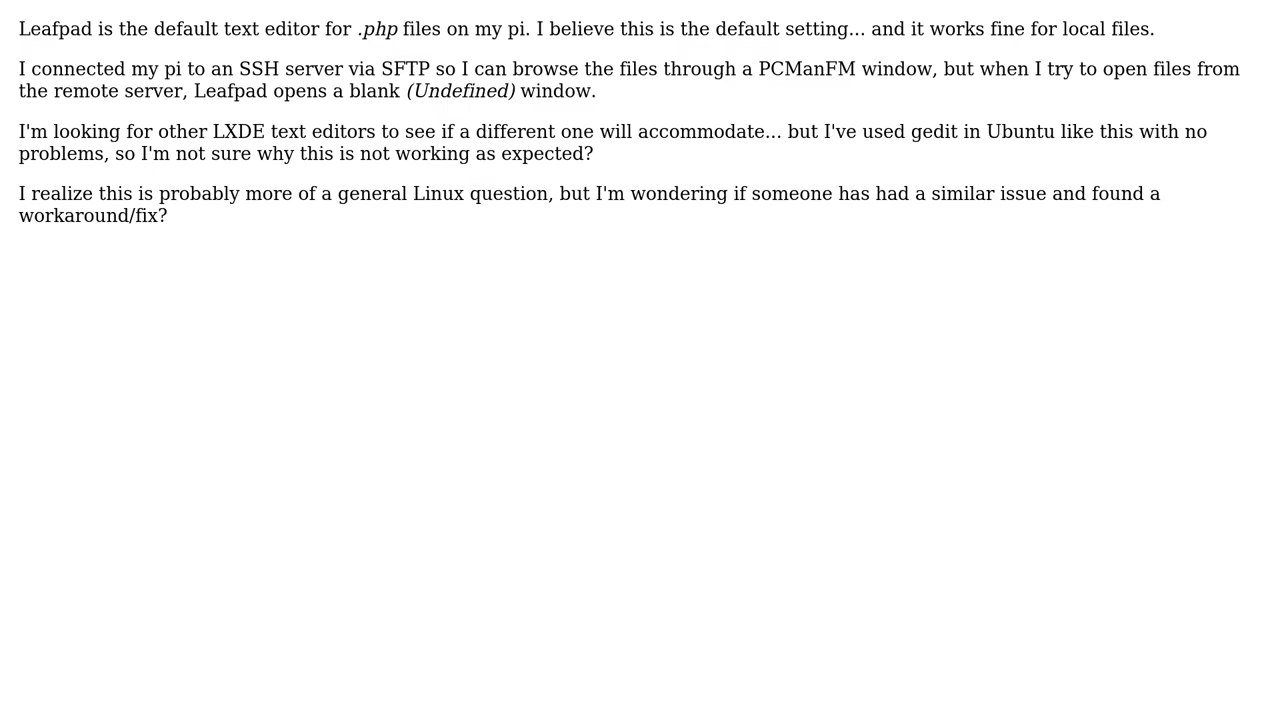 Leafpad is the default text editor for .php files on my pi. I believe this is the default setting... and it works fine for local files.
I connected my pi to an SSH server via SFTP so I can browse the files through a PCManFM window, but when I try to open files from
the remote server, Leafpad opens a blank (Undefined) window.
I'm looking for other LXDE text editors to see if a different one will accommodate... but I've used gedit in Ubuntu like this with no
problems, so I'm not sure why this is not working as expected?
I realize this is probably more of a general Linux question, but I'm wondering if someone has had a similar issue and found a
workaround/fix?